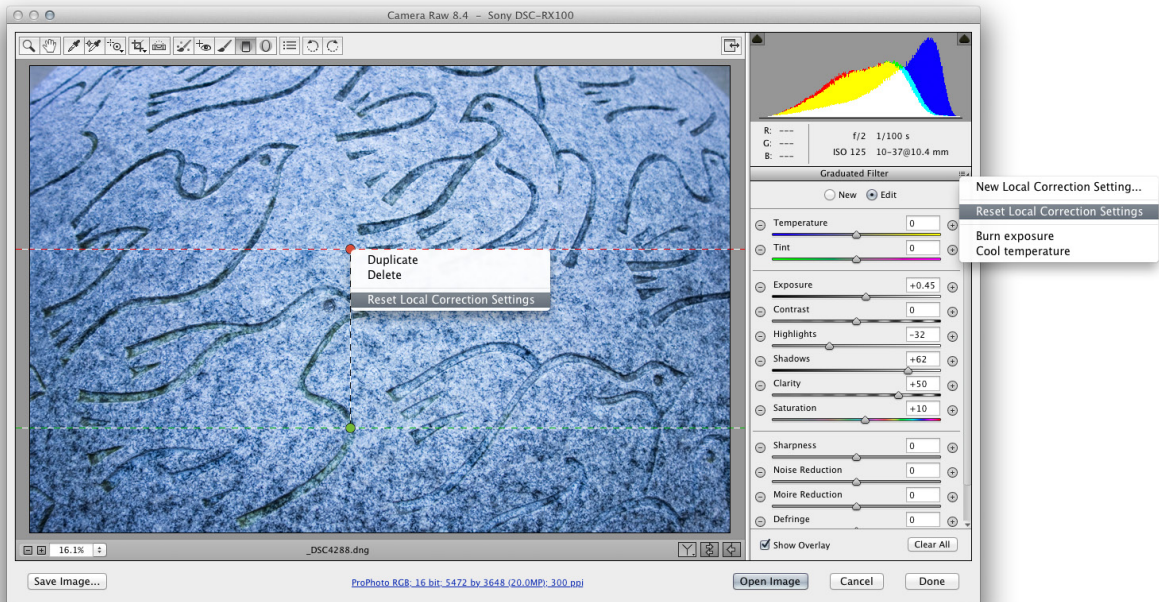 Camera Raw 8.4 – Sony DSC-RX100
R: ---
G: ---
B: ---
f/2 1/100 s
ISO 125 10-37@10.4 mm
Graduated Filter
New Edit
Temperature 0
Tint 0
Exposure +0.45
Contrast 0
Highlights -32
Shadows +62
Clarity +50
Saturation +10
Sharpness 0
Noise Reduction 0
Moire Reduction 0
Defringe 0
Show Overlay Clear All
New Local Correction Setting...
Reset Local Correction Settings
Burn exposure
Cool temperature
Duplicate
Delete
Reset Local Correction Settings
16.1% _DSC4288.dng
Save Image... ProPhoto RGB; 16 bit; 5472 by 3648 (20.0MP); 300 ppi Open Image Cancel Done